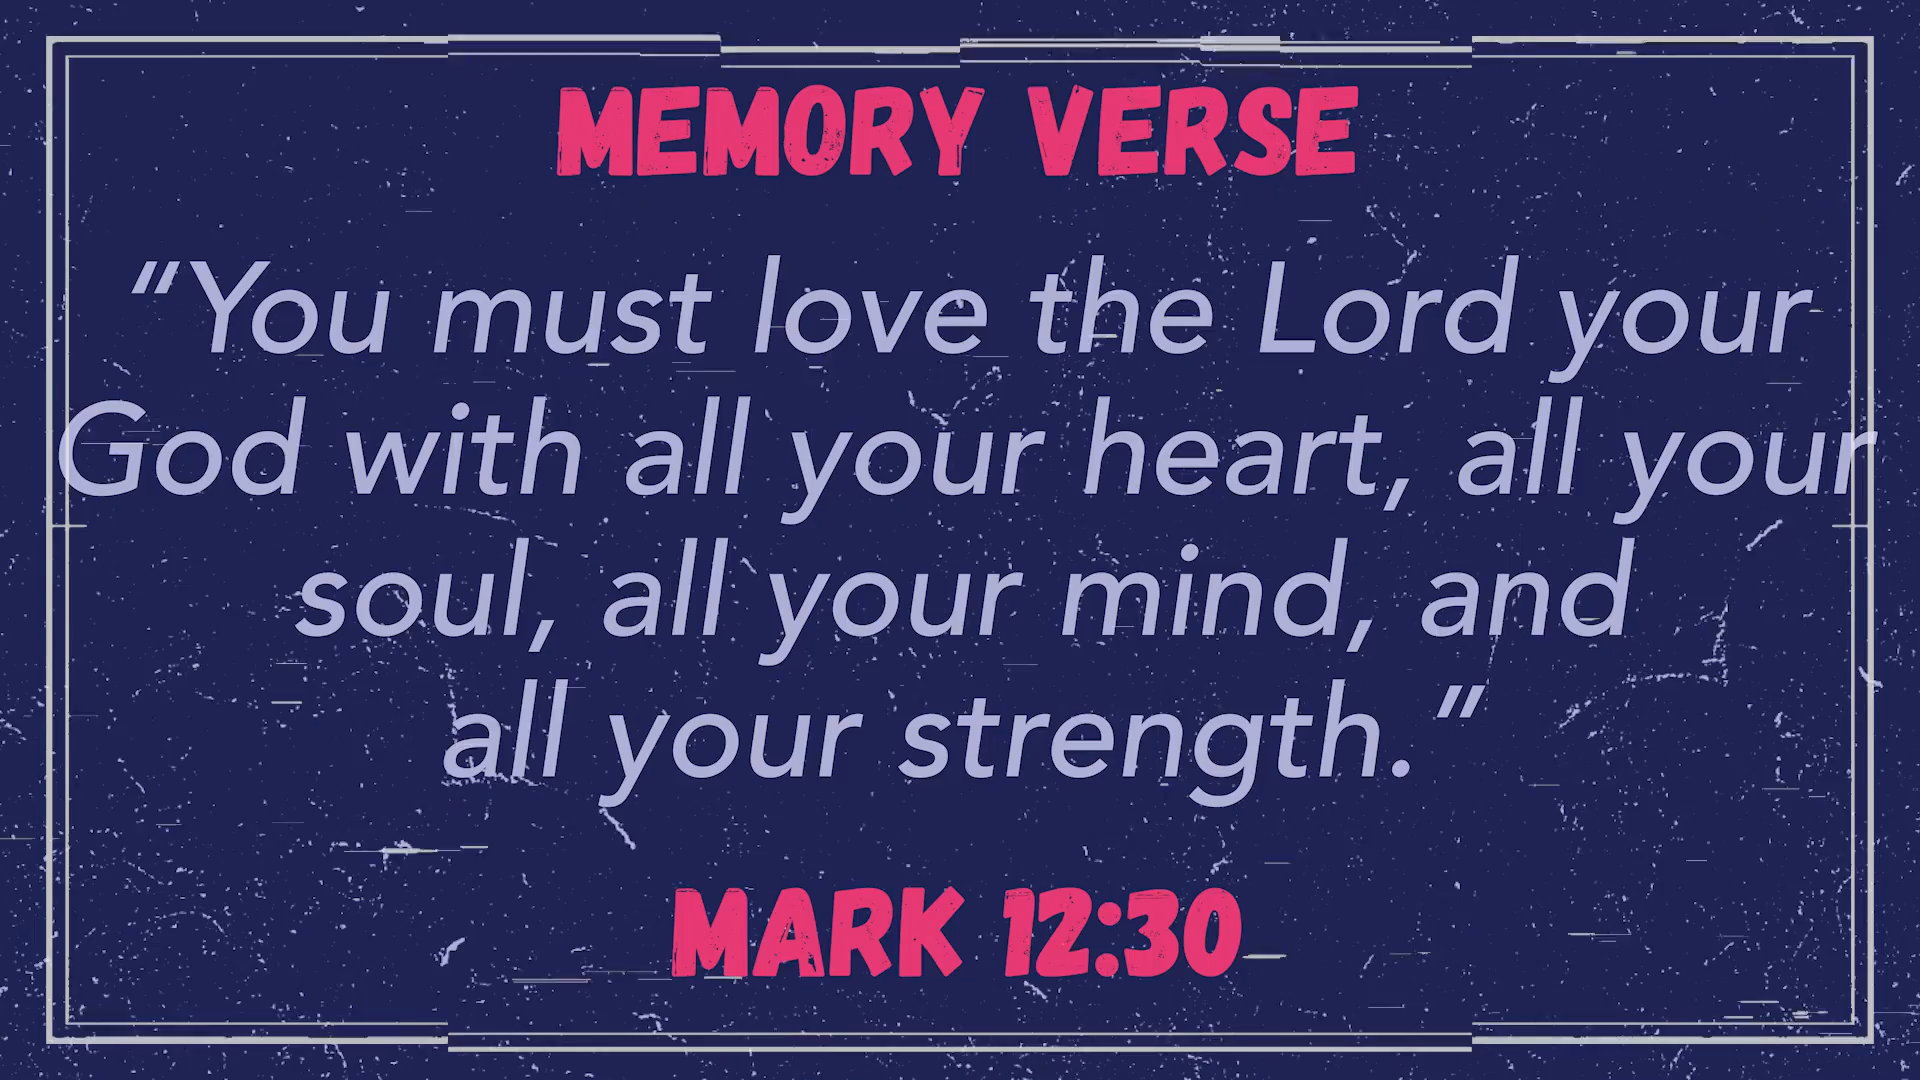 MEMORY VERSE
“You must love the Lord your
God with all your heart, all your
soul, all your mind, and
all your strength.”
MARK 12:30